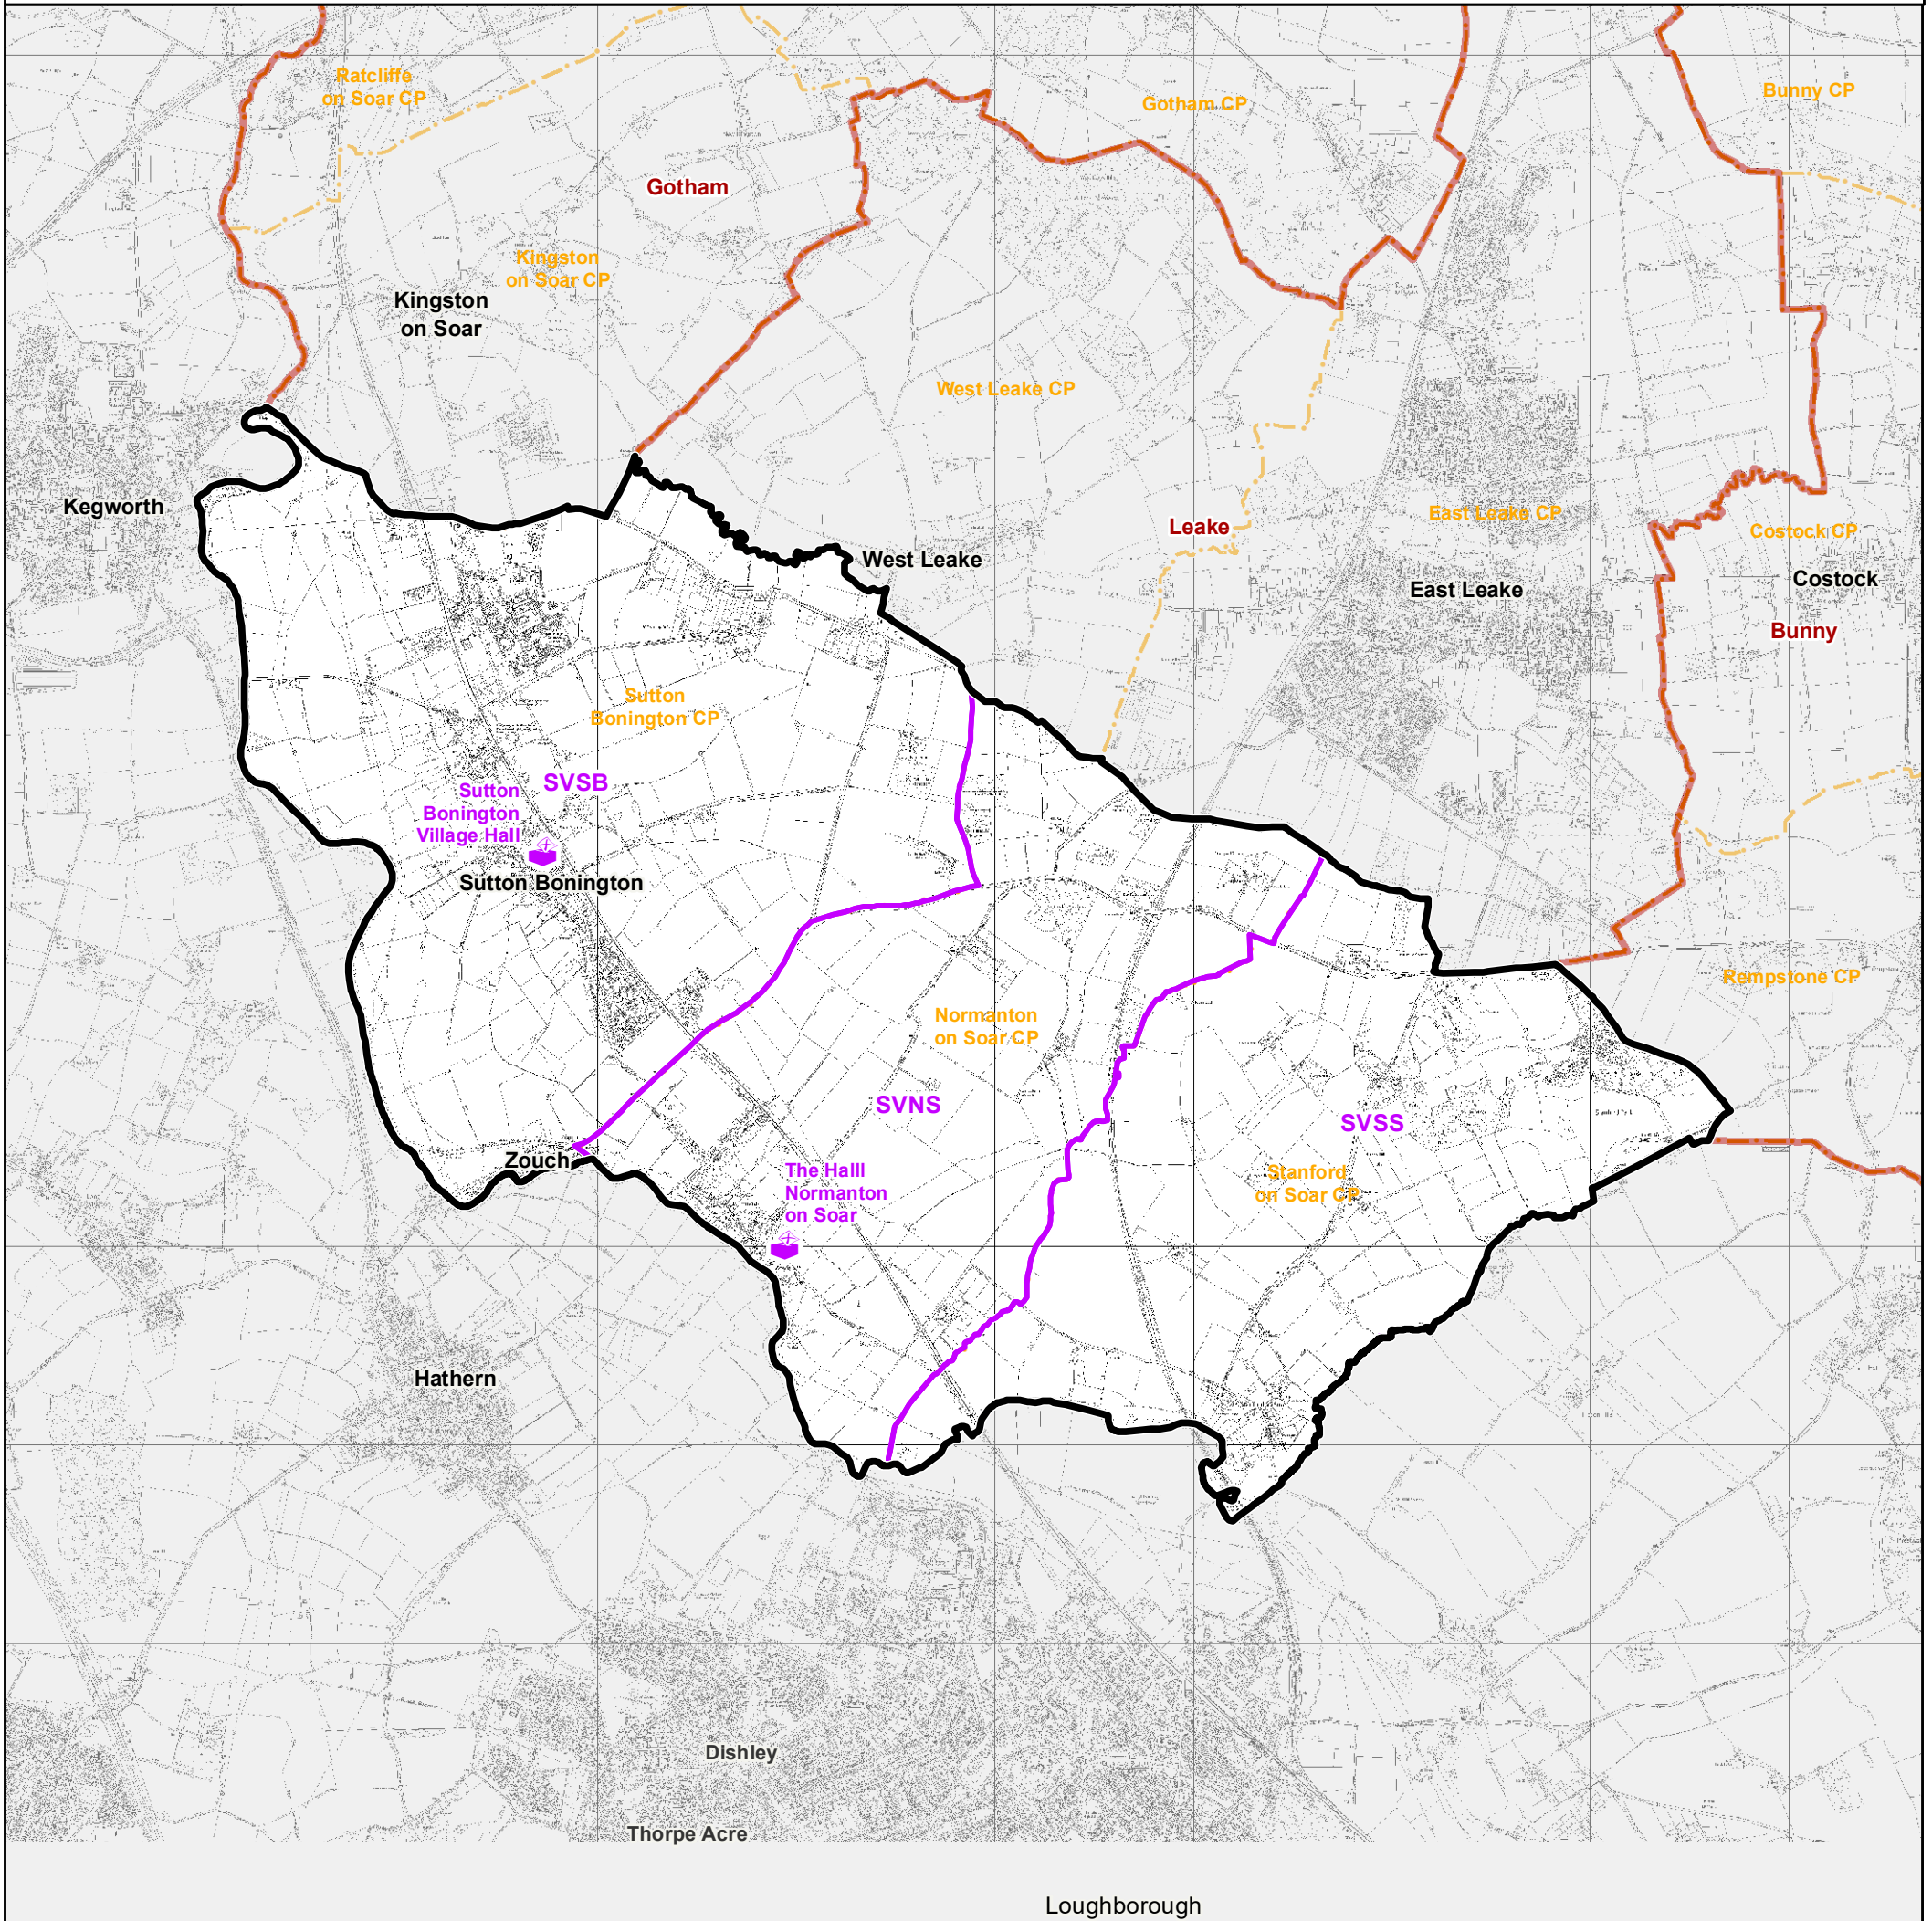 Ratcliffe
on Soar CP
Gotham CP
Bunny CP
Gotham
Kingston
on Soar CP
Kingston
on Soar
West Leake CP
Kegworth
Leake
East Leake CP
Costock CP
West Leake
Costock
East Leake
Bunny
Sutton
Bonington CP
SVSB
Sutton
Bonington
Village Hall
Sutton Bonington
Rempstone CP
Normanton
on Soar CP
SVNS
SVSS
Zouch
The Halll
Normanton
on Soar
Stanford
on Soar CP
Hathern
Dishley
Thorpe Acre
Loughborough